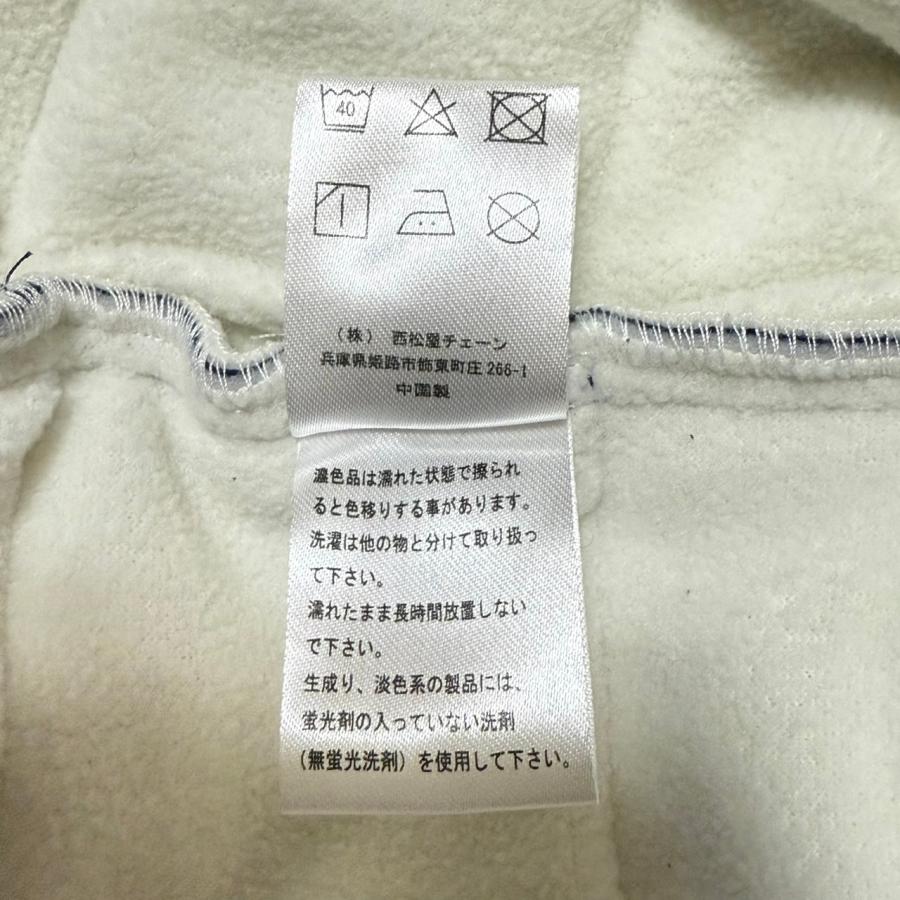 40
(株) 西松屋チェーン
兵庫県姫路市飾東町庄 266-1
中国製
濃色品は濡れた状態で擦られ
ると色移りする事があります。
洗濯は他の物と分けて取り扱っ
て下さい。
濡れたまま長時間放置しない
で下さい。
生成り、淡色系の製品には、
蛍光剤の入っていない洗剤
(無蛍光洗剤) を使用して下さい。